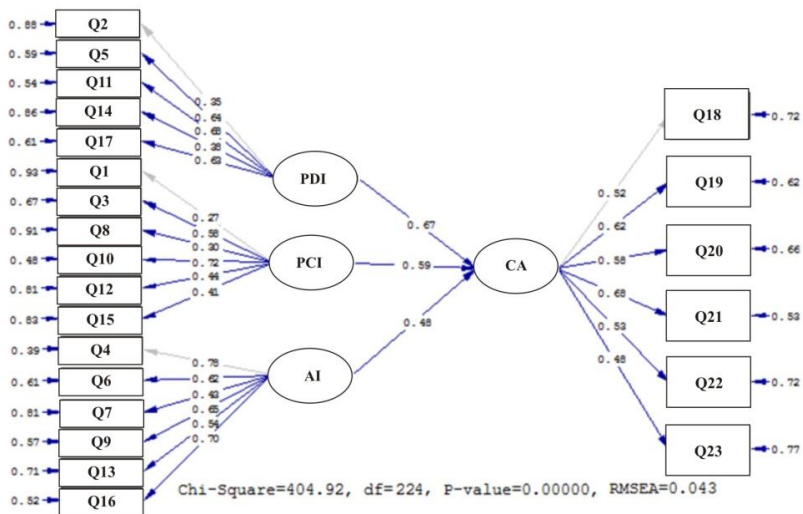 0.88 Q2
0.59 Q5
0.54 Q11
0.86 Q14
0.61 Q17
0.93 Q1
0.67 Q3
0.91 Q8
0.48 Q10
0.81 Q12
0.83 Q15
0.39 Q4
0.61 Q6
0.81 Q7
0.57 Q9
0.71 Q13
0.52 Q16
0.35
0.64
0.68
0.38
0.63
0.27
0.58
0.30
0.72
0.44
0.41
0.78
0.62
0.43
0.65
0.54
0.70
PDI
PCI
AI
0.67
0.59
0.48
CA
0.52
0.62
0.58
0.68
0.53
0.48
Q18 0.72
Q19 0.62
Q20 0.66
Q21 0.53
Q22 0.72
Q23 0.77
Chi-Square=404.92, df=224, P-value=0.00000, RMSEA=0.043